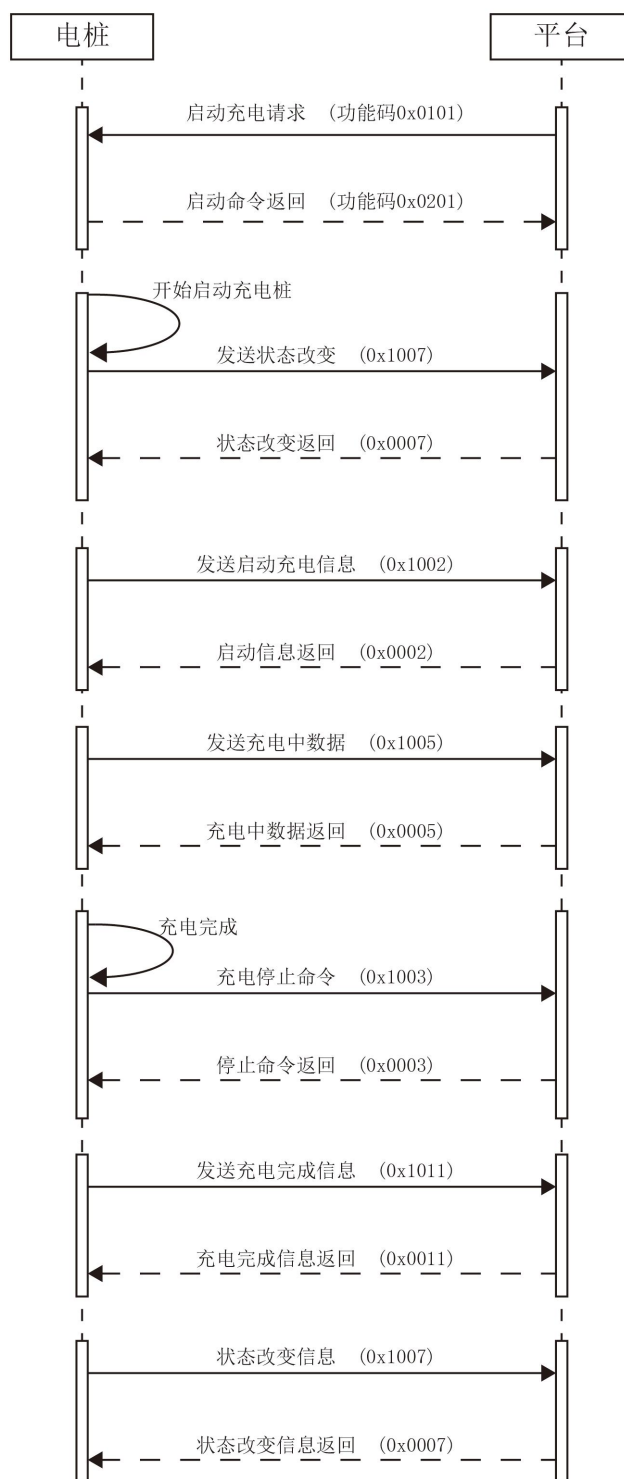 电桩
平台
启动充电请求 (功能码0x0101)
启动命令返回 (功能码0x0201)
开始启动充电桩
发送状态改变 (0x1007)
状态改变返回 (0x0007)
发送启动充电信息 (0x1002)
启动信息返回 (0x0002)
发送充电中数据 (0x1005)
充电中数据返回 (0x0005)
充电完成
充电停止命令 (0x1003)
停止命令返回 (0x0003)
发送充电完成信息 (0x1011)
充电完成信息返回 (0x0011)
状态改变信息 (0x1007)
状态改变信息返回 (0x0007)